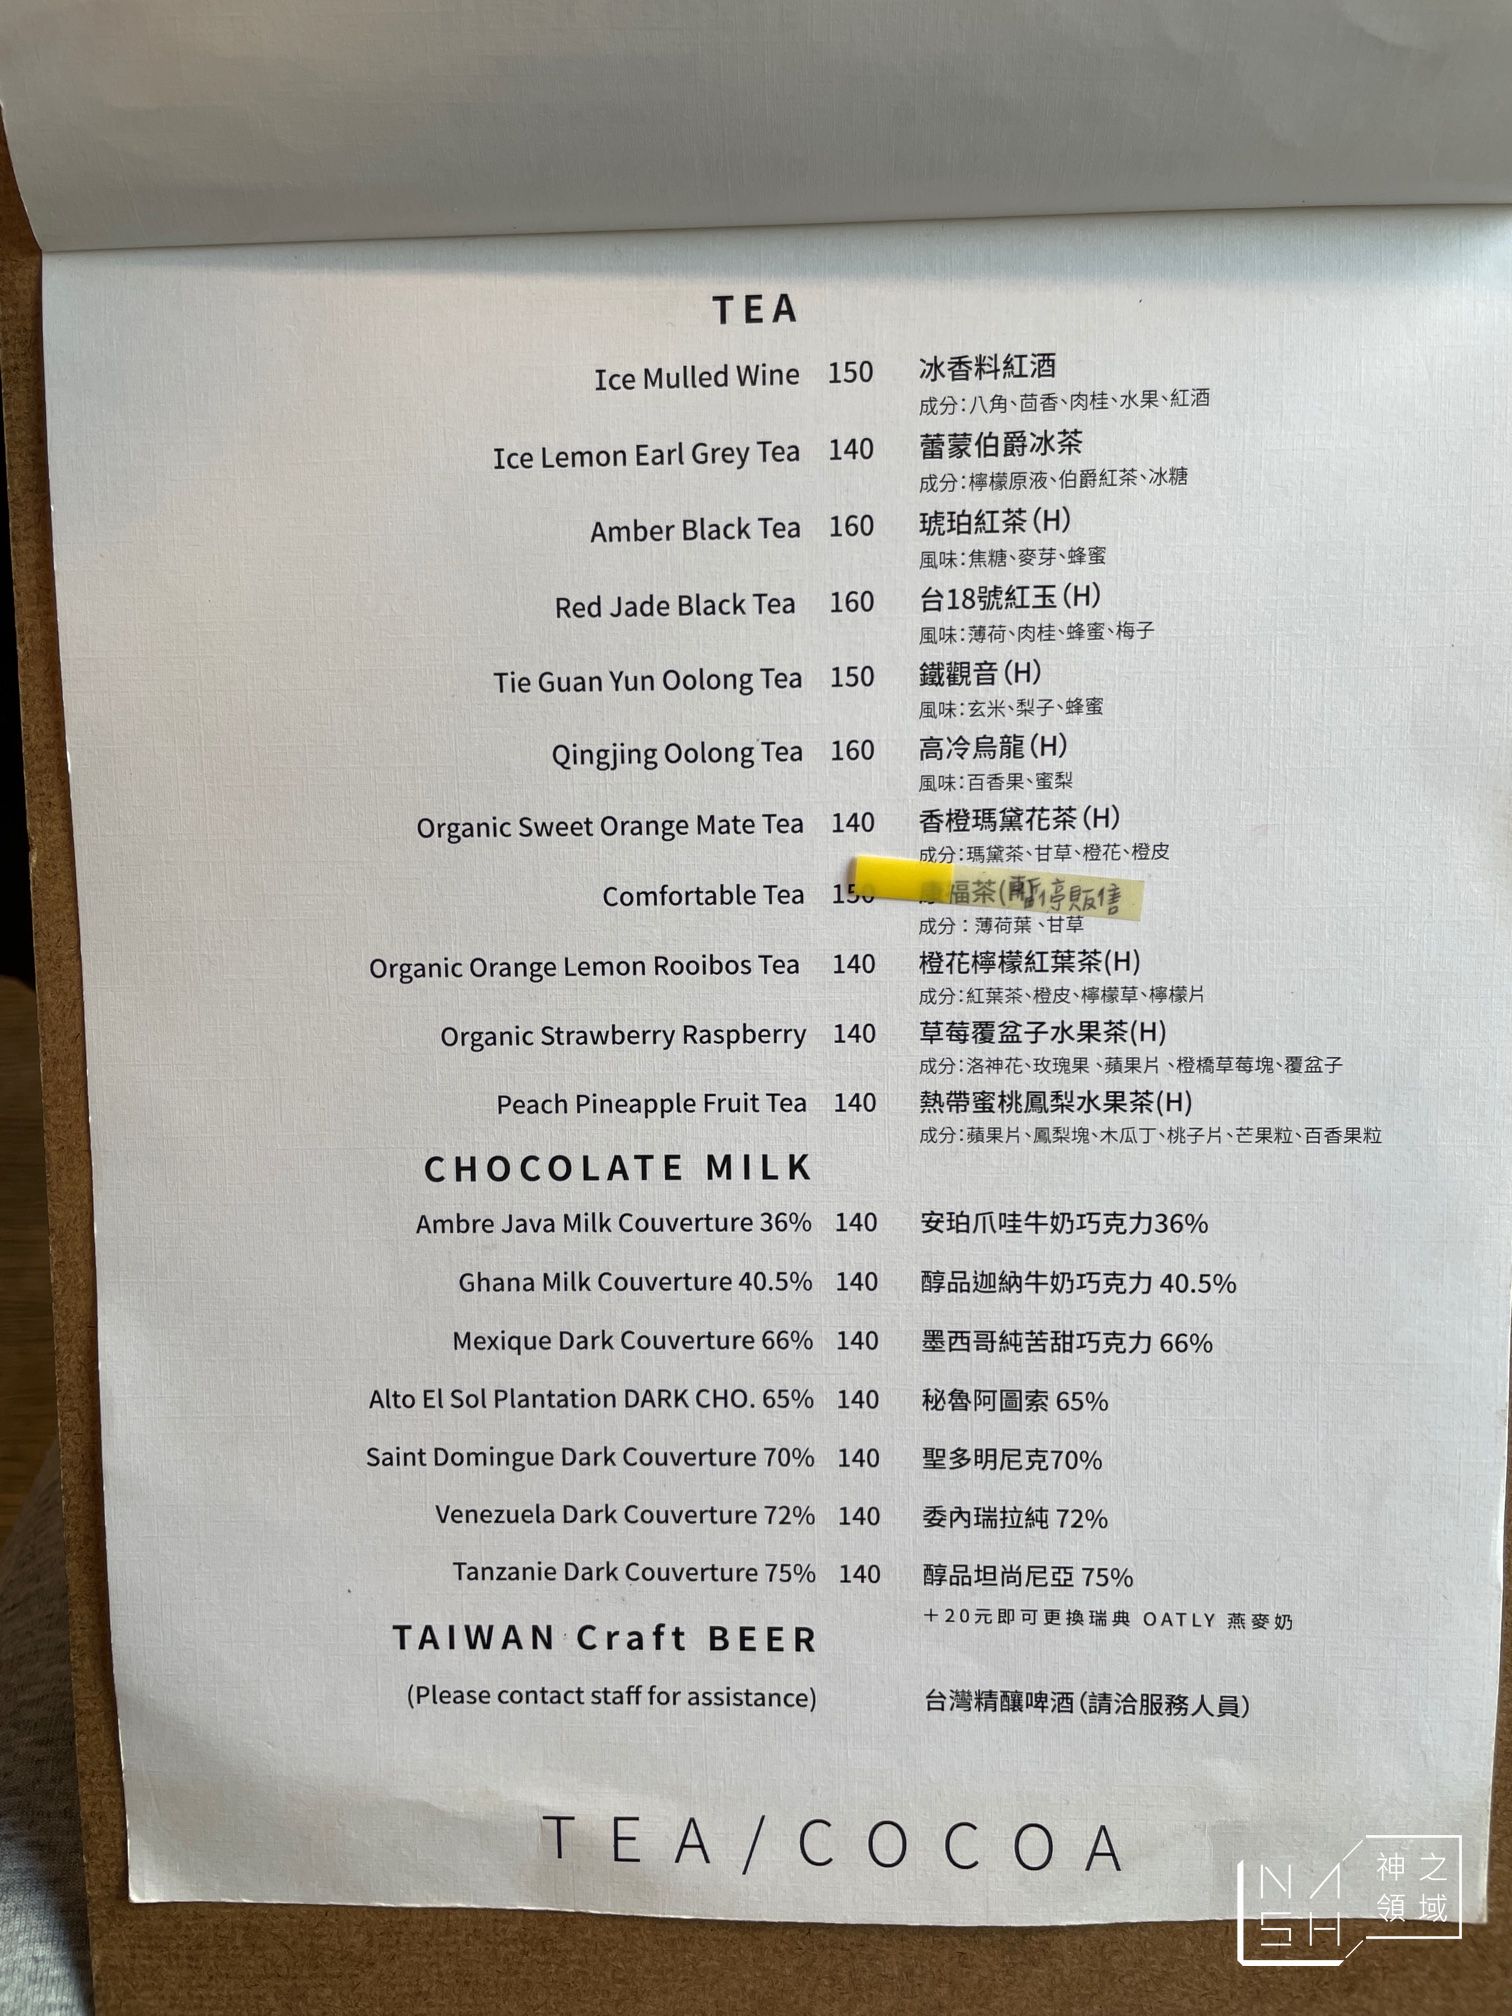 TEA
Ice Mulled Wine 150 冰香料紅酒
成分:八角、茴香、肉桂、水果、紅酒
Ice Lemon Earl Grey Tea 140 蕾蒙伯爵冰茶
成分:檸檬原液、伯爵紅茶、冰糖
Amber Black Tea 160 琥珀紅茶(H)
風味:焦糖、麥芽、蜂蜜
Red Jade Black Tea 160 台18號紅玉(H)
風味:薄荷、肉桂、蜂蜜、梅子
Tie Guan Yun Oolong Tea 150 鐵觀音(H)
風味:玄米、梨子、蜂蜜
Qingjing Oolong Tea 160 高冷烏龍(H)
風味:百香果、蜜梨
Organic Sweet Orange Mate Tea 140 香橙瑪黛花茶(H)
成分:瑪黛茶、甘草、橙花、橙皮
Comfortable Tea 150 康福茶( 暫停販售
成分：薄荷葉、甘草
Organic Orange Lemon Rooibos Tea 140 橙花檸檬紅葉茶(H)
成分:紅葉茶、橙皮、檸檬草、檸檬片
Organic Strawberry Raspberry 140 草莓覆盆子水果茶(H)
成分:洛神花、玫瑰果、蘋果片、橙橋草莓塊、覆盆子
Peach Pineapple Fruit Tea 140 熱帶蜜桃鳳梨水果茶(H)
成分:蘋果片、鳳梨塊、木瓜丁、桃子片、芒果粒、百香果粒
CHOCOLATE MILK
Ambre Java Milk Couverture 36% 140 安珀爪哇牛奶巧克力36%
Ghana Milk Couverture 40.5% 140 醇品迦納牛奶巧克力 40.5%
Mexique Dark Couverture 66% 140 墨西哥純苦甜巧克力 66%
Alto El Sol Plantation DARK CHO. 65% 140 秘魯阿圖索 65%
Saint Domingue Dark Couverture 70% 140 聖多明尼克70%
Venezuela Dark Couverture 72% 140 委內瑞拉純 72%
Tanzanie Dark Couverture 75% 140 醇品坦尚尼亞 75%
+20元即可更換瑞典 OATLY 燕麥奶
TAIWAN Craft BEER
(Please contact staff for assistance) 台灣精釀啤酒(請洽服務人員)
TEA/COCOA
NASH 神之領域